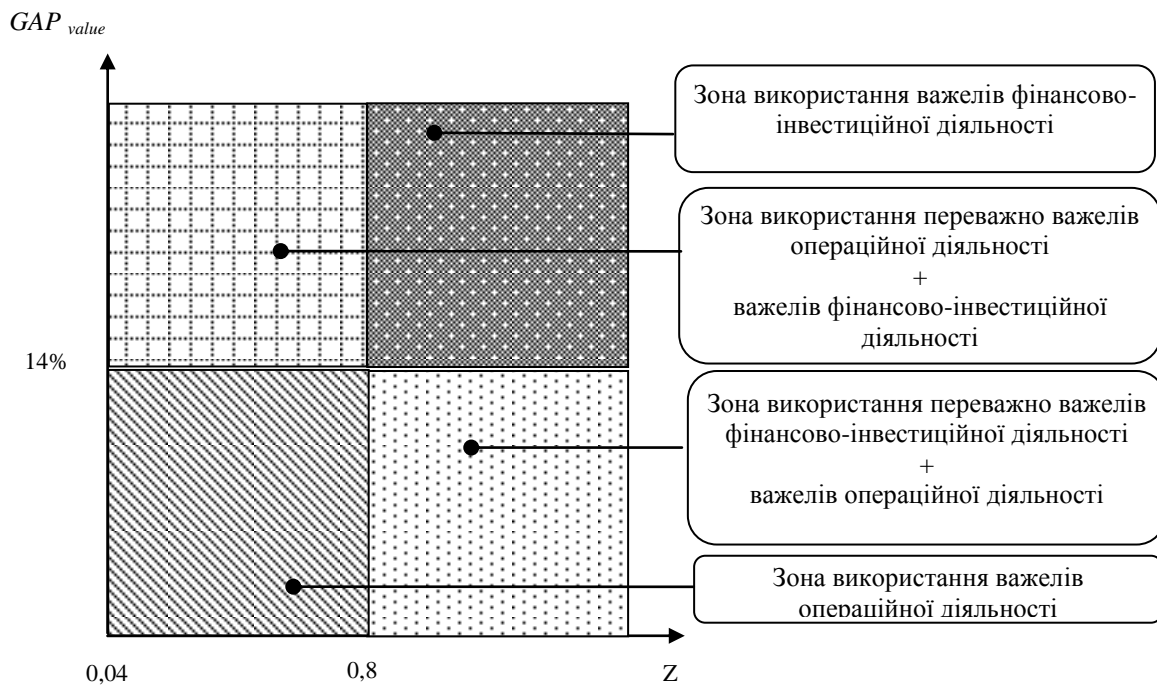 GAP value
Зона використання важелів фінансово-
інвестиційної діяльності
Зона використання переважно важелів
операційної діяльності
+
важелів фінансово-інвестиційної
діяльності
14%
Зона використання переважно важелів
фінансово-інвестиційної діяльності
+
важелів операційної діяльності
Зона використання важелів
операційної діяльності
0,04
0,8
Z